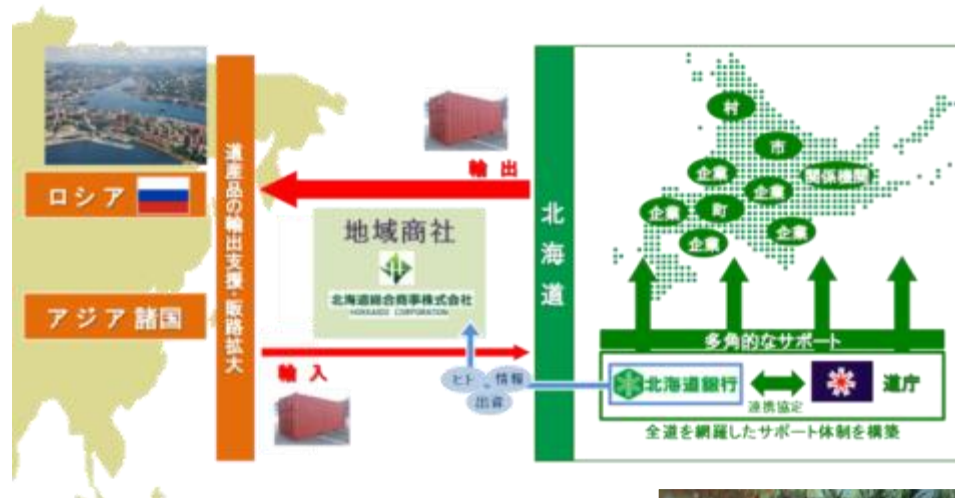 ロシア
アジア諸国
道産品の輸出支援・販路拡大
輸出
地域商社
北海道総合商事株式会社
HOKKAIDO CORPORATION
輸入
ヒト
情報
出資
北海道
村
市
企業
関係機関
企業
企業
町
企業
企業
多角的なサポート
北海道銀行
連携協定
道庁
全道を網羅したサポート体制を構築